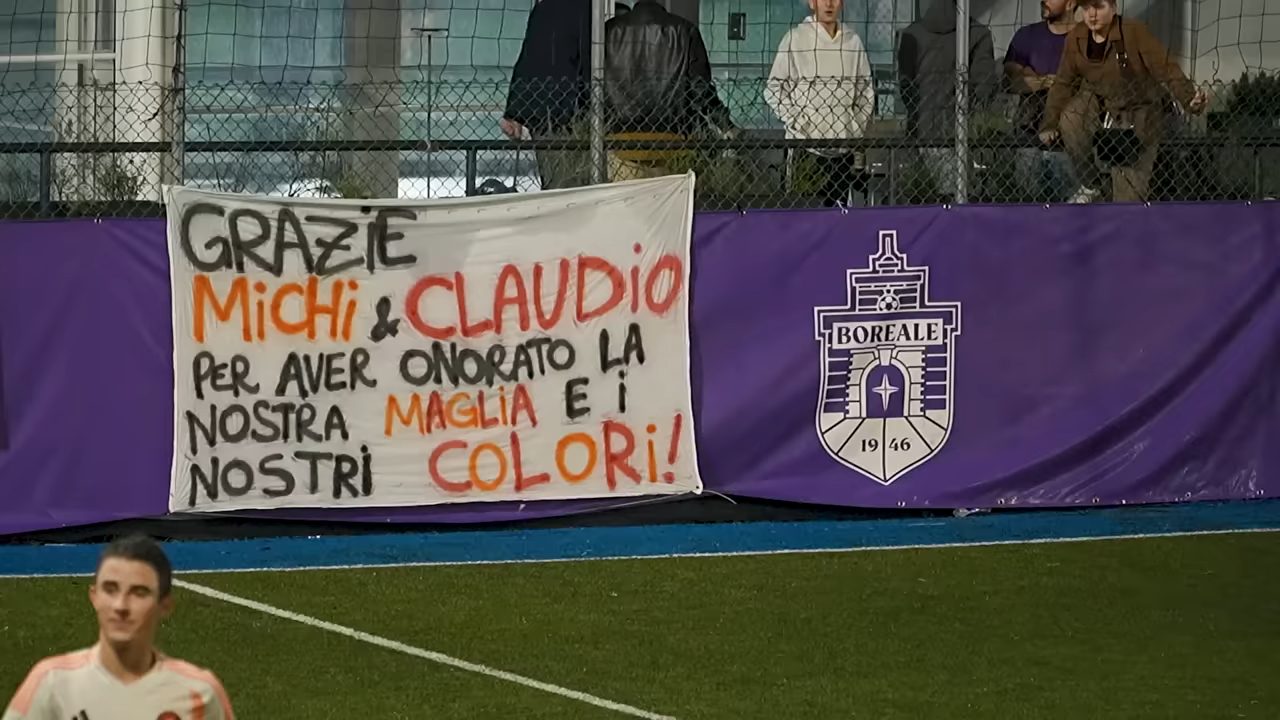 GRAZiE
MiCHi & CLAUDiO
PER AVER ONORATO LA
NOSTRA MAGLiA E i
NOSTRi COLORi!
BOREALE
19 46